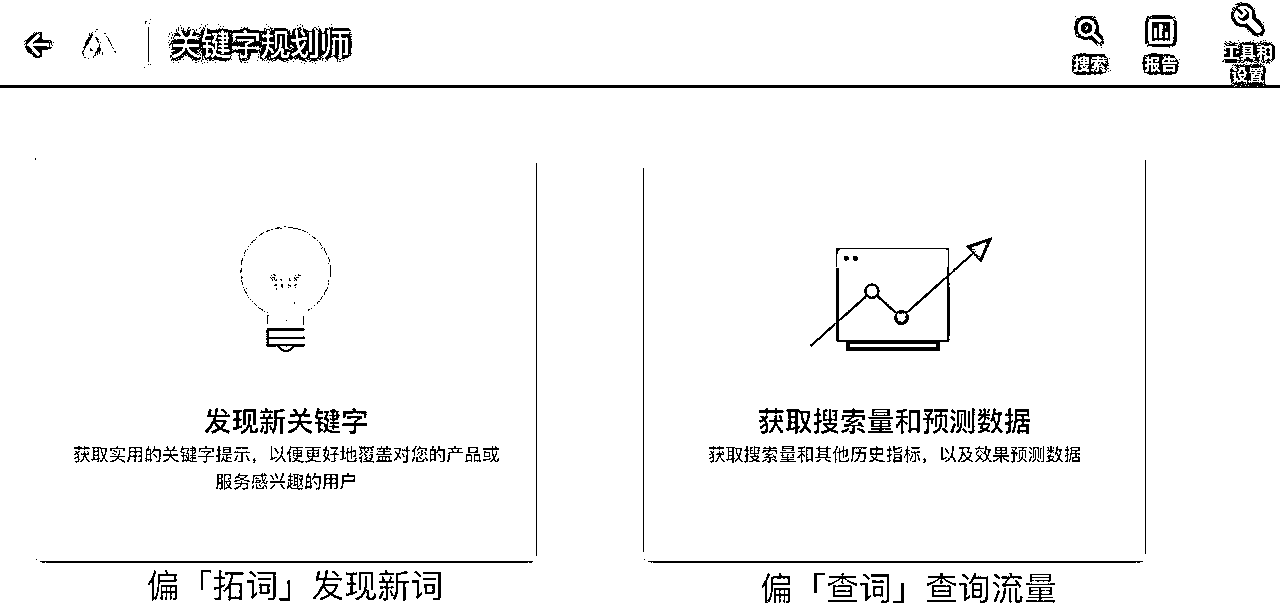 关键字规划师
搜索
报告
工具和
设置
发现新关键字
获取实用的关键字提示，以便更好地覆盖对您的产品或
服务感兴趣的用户
偏「拓词」发现新词
获取搜索量和预测数据
获取搜索量和其他历史指标，以及效果预测数据
偏「查词」查询流量